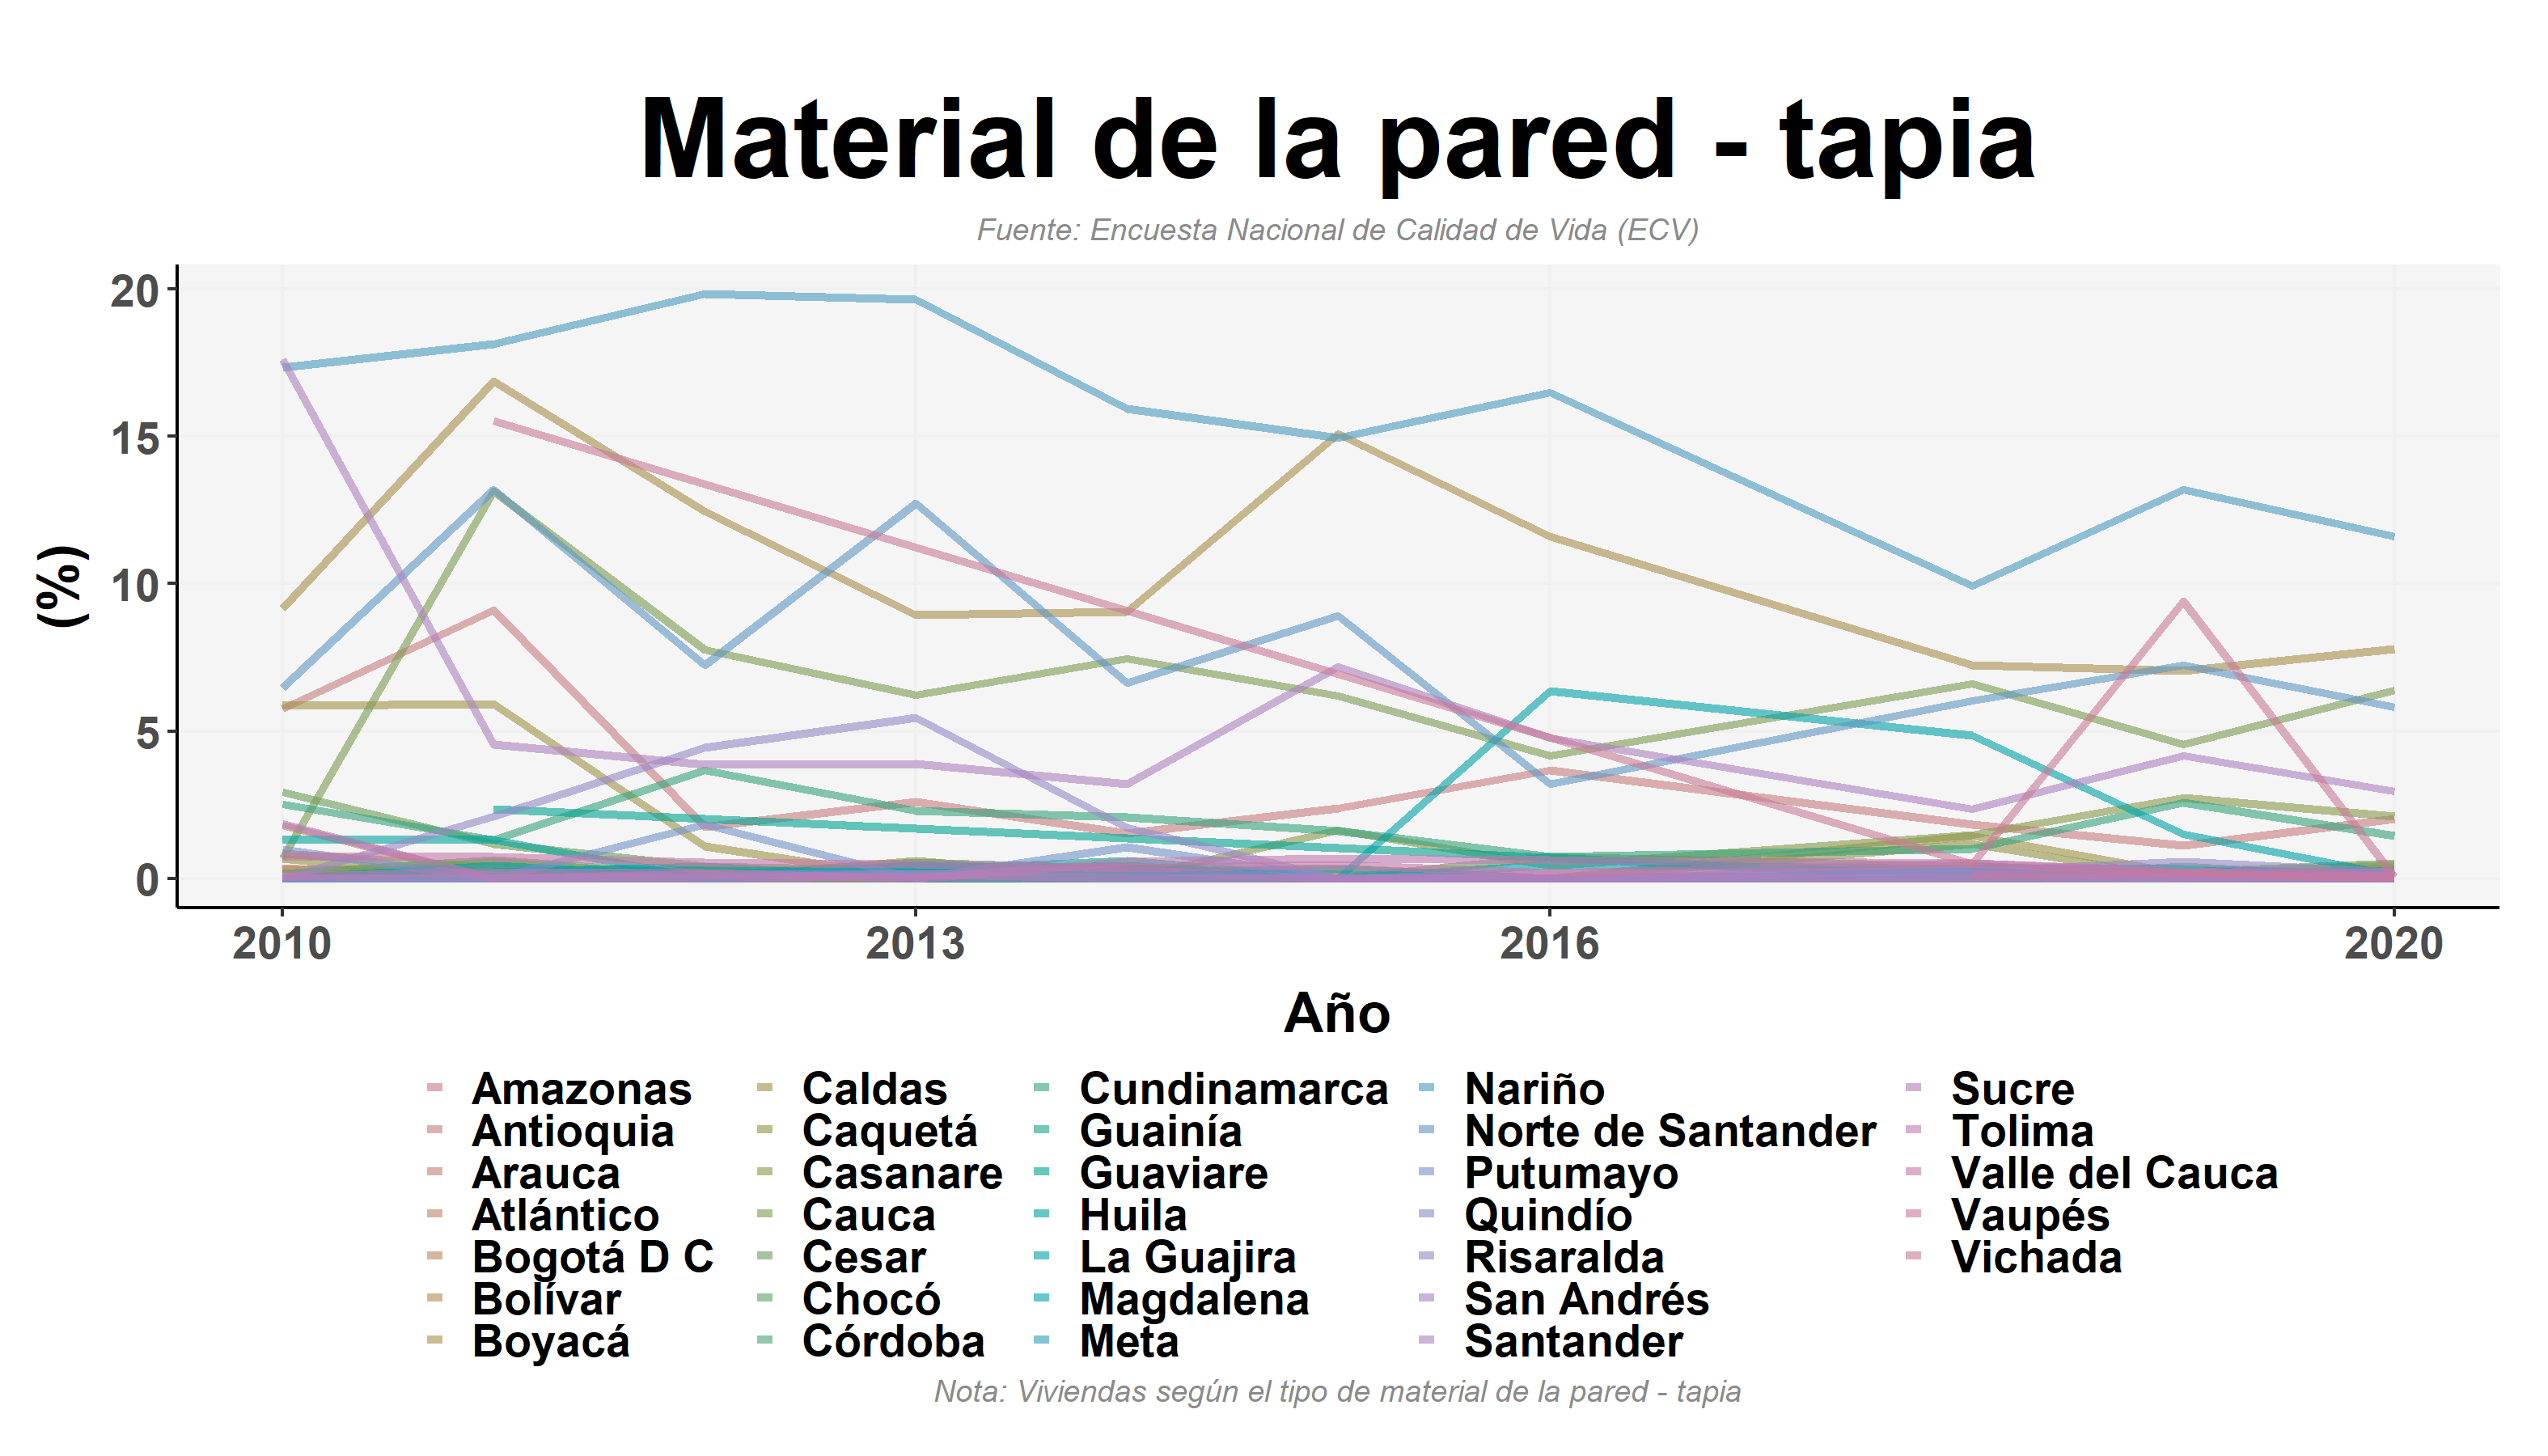 Material de la pared - tapia
Fuente: Encuesta Nacional de Calidad de Vida (ECV)
(%)
20
15
10
5
0
2010 2013 2016 2020
Año
Amazonas Caldas Cundinamarca Nariño Sucre
Antioquia Caquetá Guainía Norte de Santander Tolima
Arauca Casanare Guaviare Putumayo Valle del Cauca
Atlántico Cauca Huila Quindío Vaupés
Bogotá D C Cesar La Guajira Risaralda Vichada
Bolívar Chocó Magdalena San Andrés
Boyacá Córdoba Meta Santander
Nota: Viviendas según el tipo de material de la pared - tapia